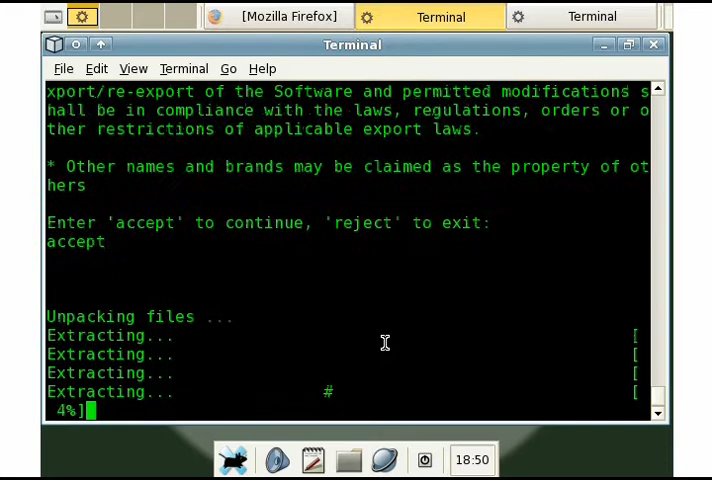 [Mozilla Firefox]
Terminal
Terminal
Terminal
File Edit View Terminal Go Help
xport/re-export of the Software and permitted modifications s
hall be in compliance with the laws, regulations, orders or o
ther restrictions of applicable export laws.
* Other names and brands may be claimed as the property of ot
hers
Enter 'accept' to continue, 'reject' to exit:
accept
Unpacking files ...
Extracting... [
Extracting... [
Extracting... [
Extracting... # [
4%]
18:50